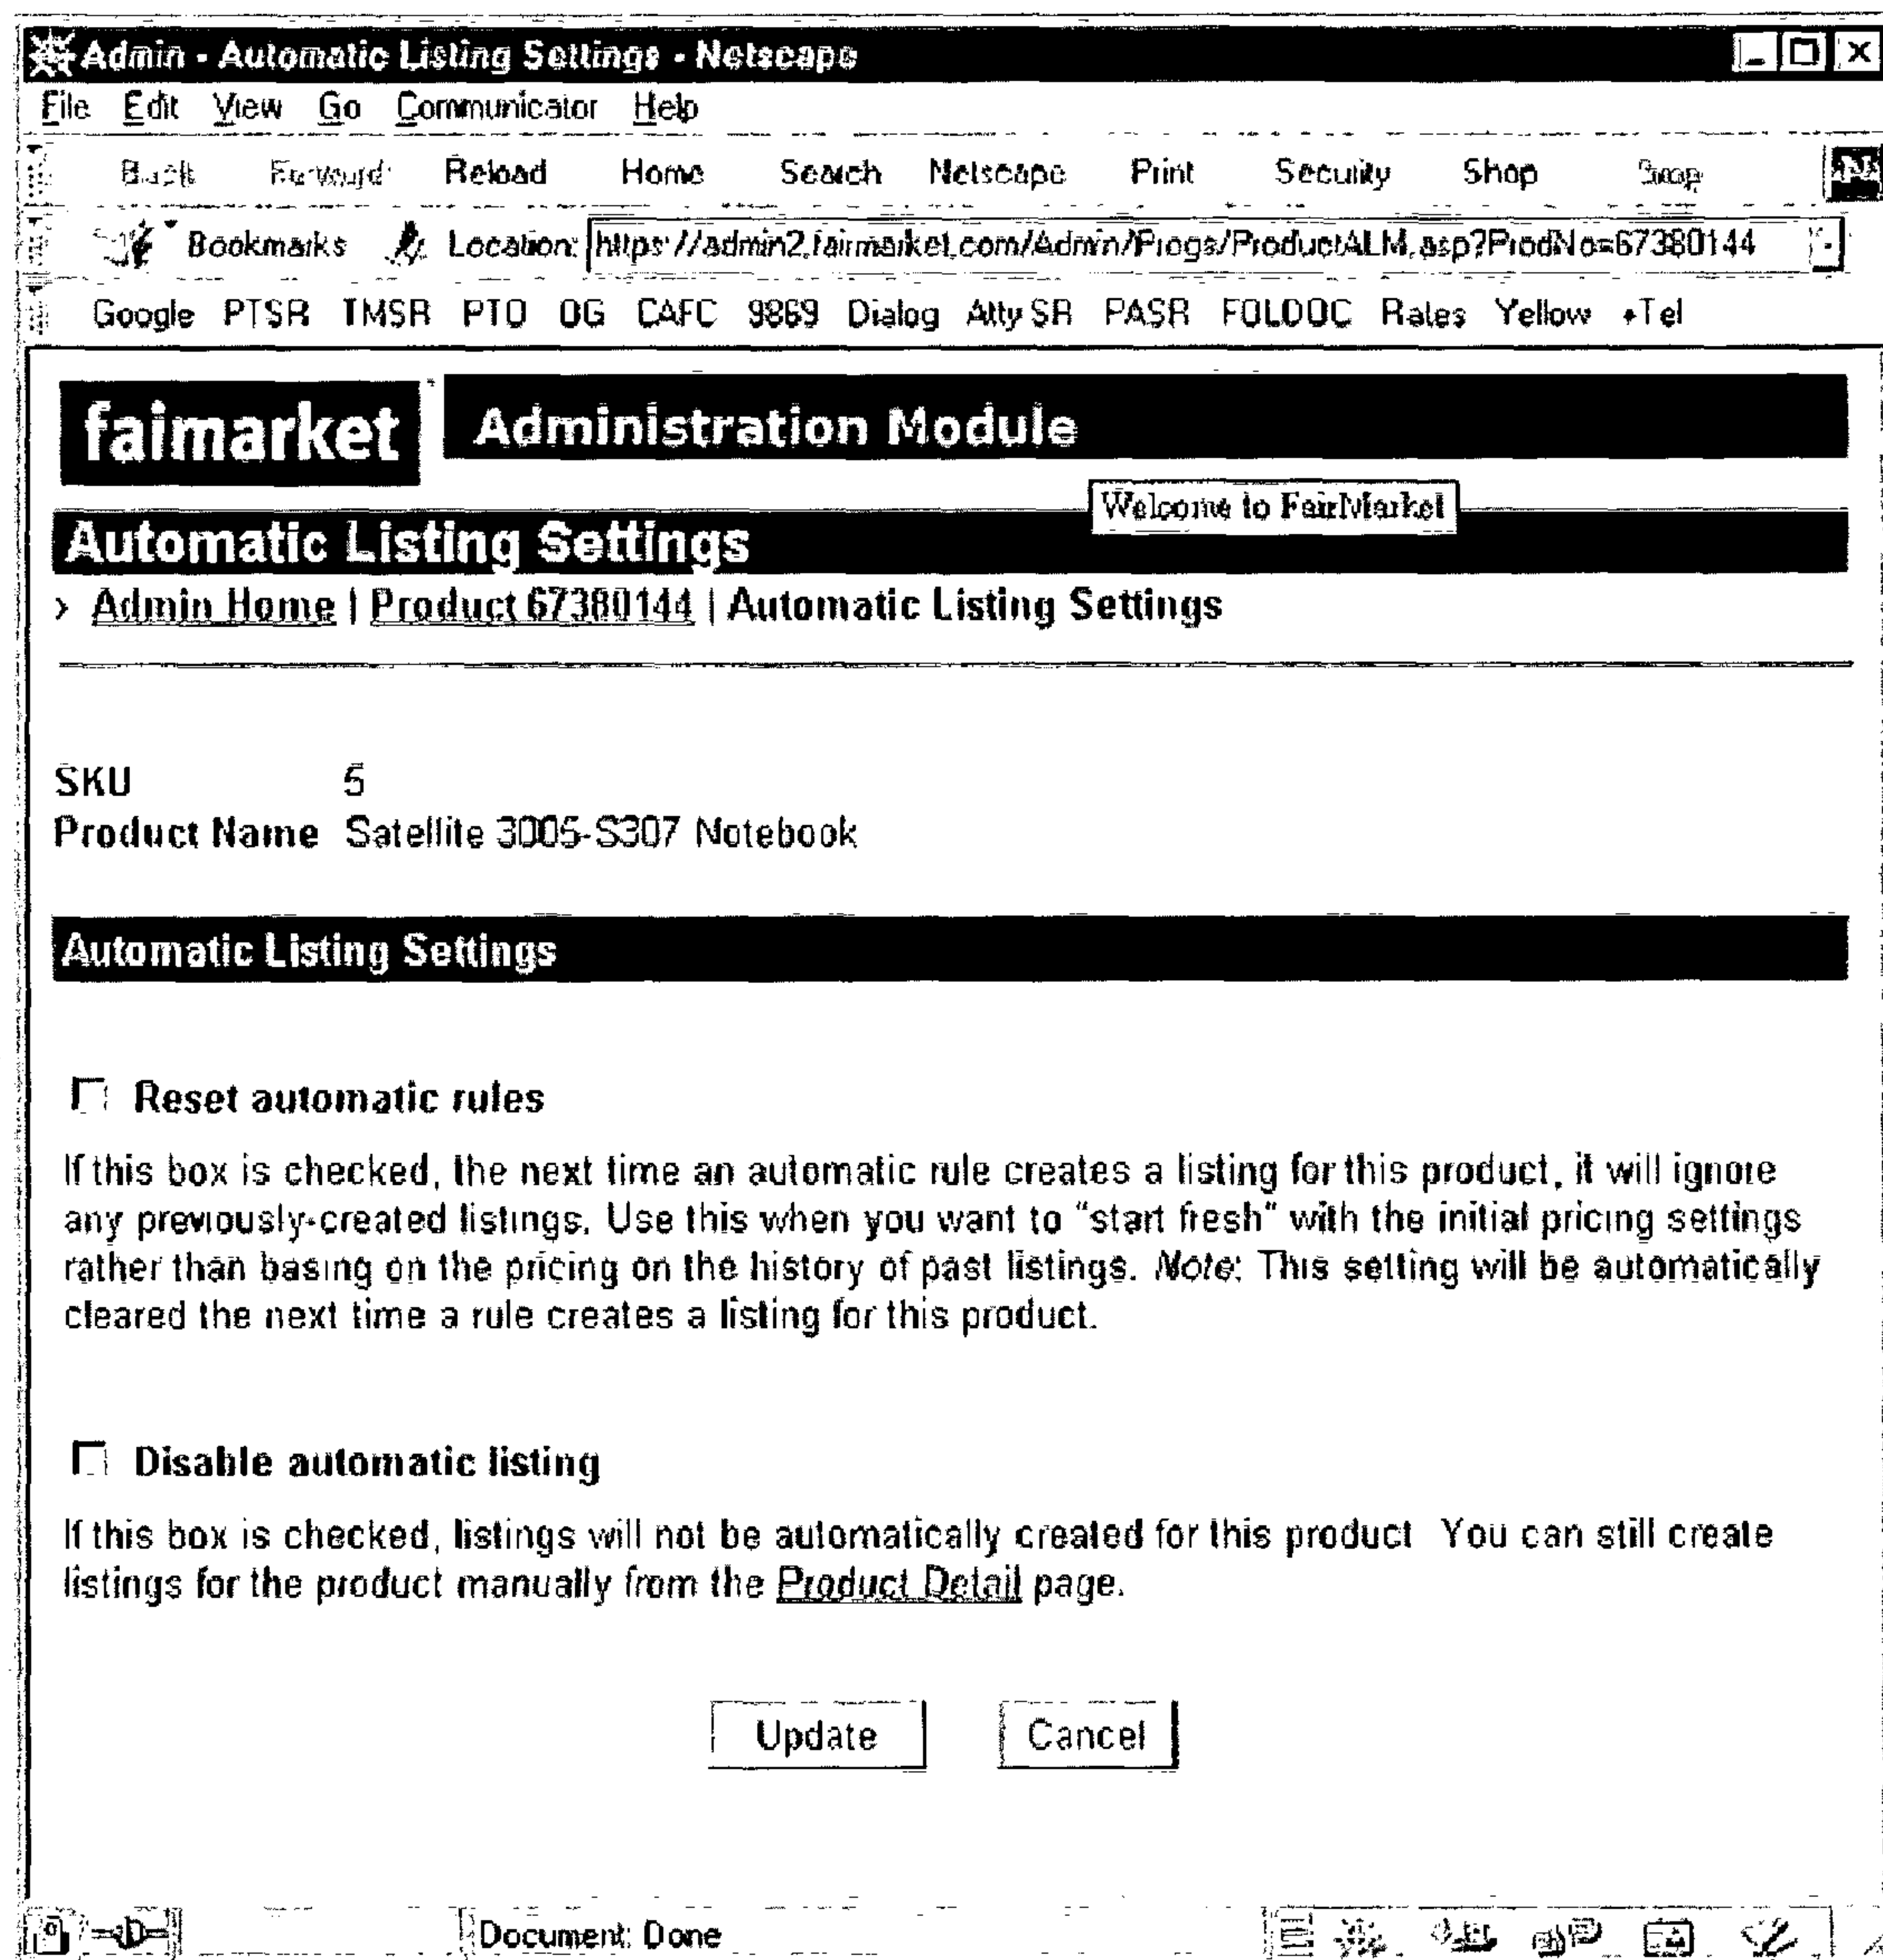 Admin - Automatic Listing Settings - Netscape
File Edit View Go Communicator Help
Back Forward Reload Home Search Netscape Print Security Shop Stop
Bookmarks Location: https://admin2.fairmarket.com/Admin/Progs/ProductALM.asp?ProdNo=67380144
Google PTSR TMSR PTO OG CAFC 9869 Dialog Atty SR PASR FOLDOC Rates Yellow +Tel
faimarket Administration Module
Welcome to FairMarket
Automatic Listing Settings
> Admin Home | Product 67380144 | Automatic Listing Settings
SKU 5
Product Name Satellite 3005-S307 Notebook
Automatic Listing Settings
Reset automatic rules
If this box is checked, the next time an automatic rule creates a listing for this product, it will ignore
any previously-created listings. Use this when you want to "start fresh" with the initial pricing settings
rather than basing on the pricing on the history of past listings. Note: This setting will be automatically
cleared the next time a rule creates a listing for this product.
Disable automatic listing
If this box is checked, listings will not be automatically created for this product You can still create
listings for the product manually from the Product Detail page.
Update Cancel
Document: Done